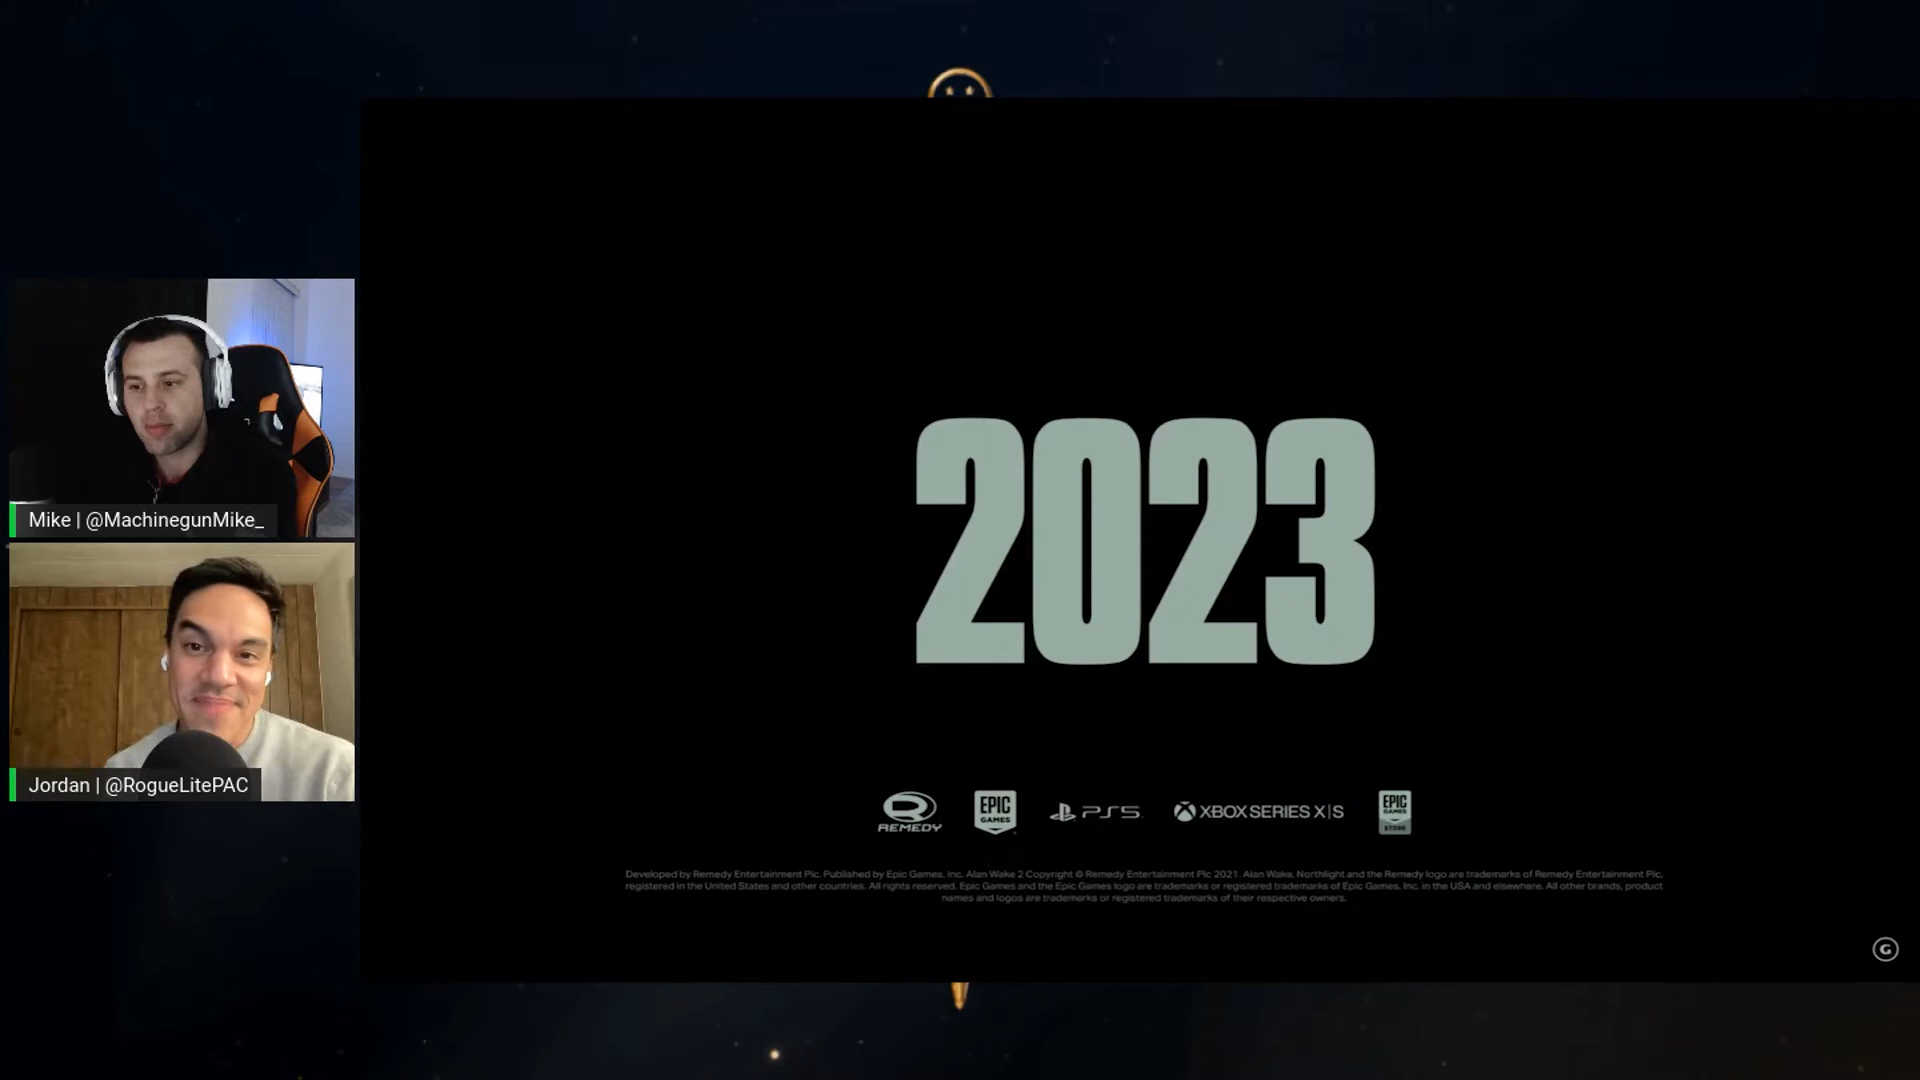 Mike | @MachinegunMike_
Jordan | @RogueLitePAC
2023
REMEDY
EPIC
GAMES
PS5
XBOX SERIES X|S
EPIC
GAMES
STORE
Developed by Remedy Entertainment Plc. Published by Epic Games, Inc. Alan Wake 2 Copyright © Remedy Entertainment Plc 2021. Alan Wake, Northlight and the Remedy logo are trademarks of Remedy Entertainment Plc,
registered in the United States and other countries. All rights reserved. Epic Games and the Epic Games logo are trademarks or registered trademarks of Epic Games, Inc. in the USA and elsewhere. All other brands, product
names and logos are trademarks or registered trademarks of their respective owners.
G